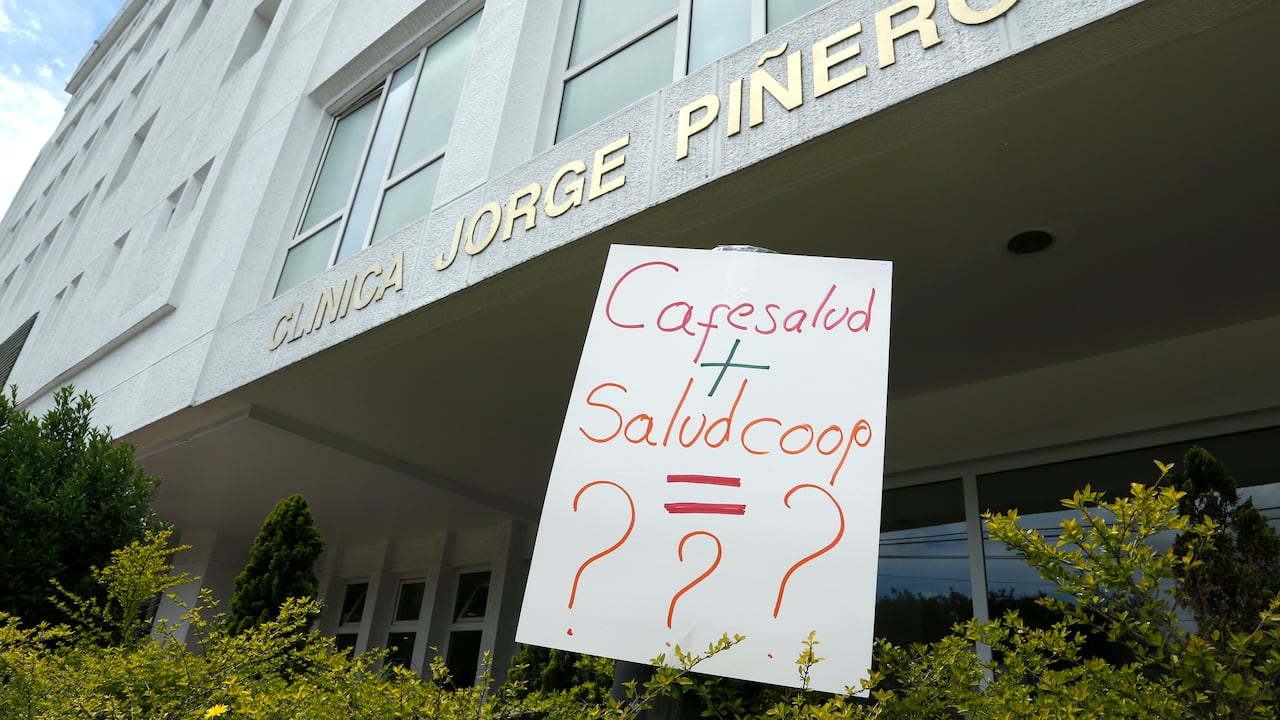 CLINICA JORGE PIÑERO
Cafesalud
+
Saludcoop
=
? ? ?